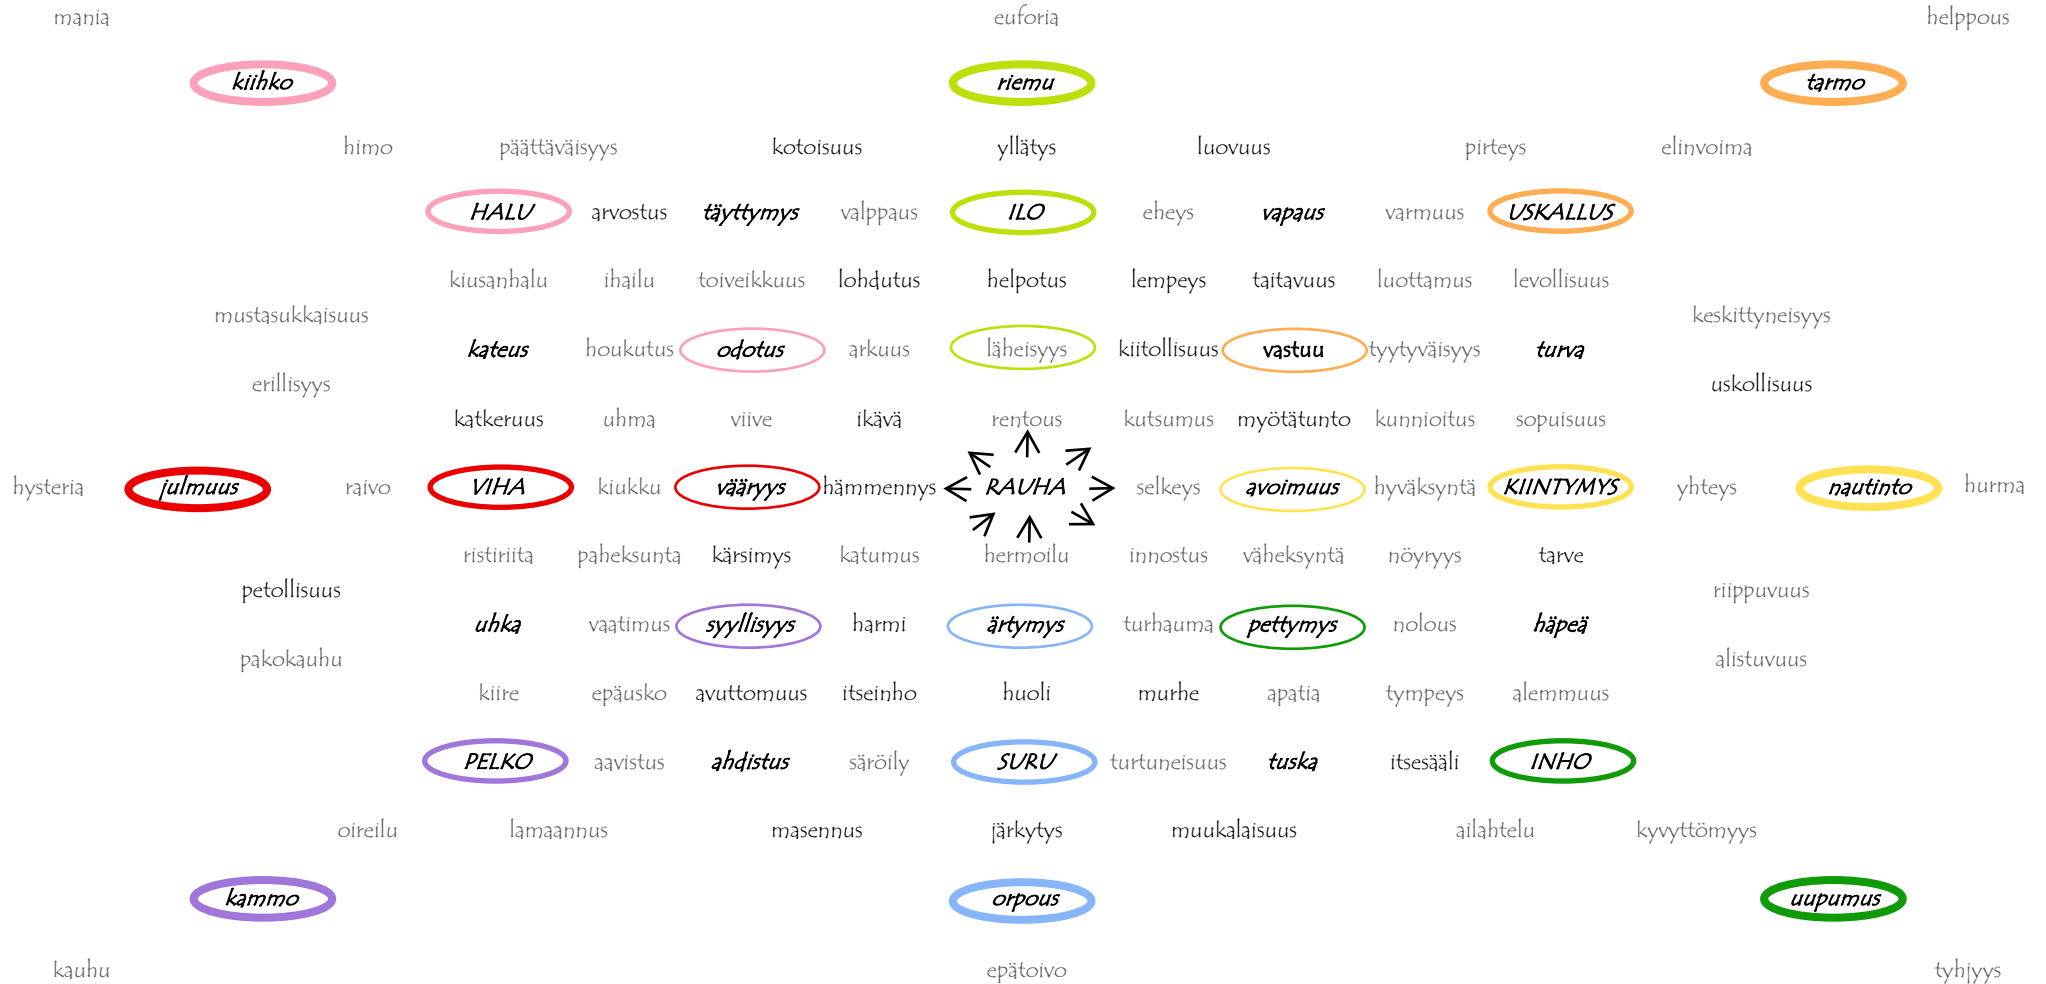 mania euforia helppous
kiihko riemu tarmo
himo päättäväisyys kotoisuus yllätys luovuus pirteys elinvoima
HALU arvostus täyttymys valppaus ILO eheys vapaus varmuus USKALLUS
kiusanhalu ihailu toiveikkuus lohdutus helpotus lempeys taitavuus luottamus levollisuus
mustasukkaisuus keskittyneisyys
kateus houkutus odotus arkuus läheisyys kiitollisuus vastuu tyytyväisyys turva
erillisyys uskollisuus
katkeruus uhma viive ikävä rentous kutsumus myötätunto kunnioitus sopuisuus
hysteria julmuus raivo VIHA kiukku vääryys hämmennys RAUHA selkeys avoimuus hyväksyntä KIINTYMYS yhteys nautinto hurma
ristiriita paheksunta kärsimys katumus hermoilu innostus väheksyntä nöyryys tarve
petollisuus riippuvuus
uhka vaatimus syyllisyys harmi ärtymys turhauma pettymys nolous häpeä
pakokauhu alistuvuus
kiire epäusko avuttomuus itseinho huoli murhe apatia tympeys alemmuus
PELKO aavistus ahdistus säröily SURU turtuneisuus tuska itsesääli INHO
oireilu lamaannus masennus järkytys muukalaisuus ailahtelu kyvyttömyys
kammo orpous uupumus
kauhu epätoivo tyhjyys